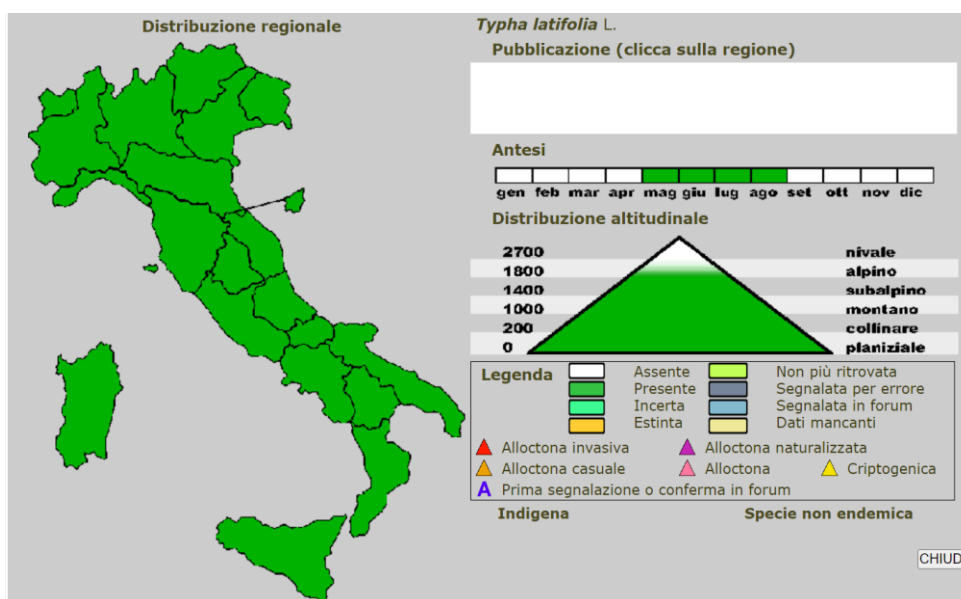 Distribuzione regionale
Typha latifolia L.
Pubblicazione (clicca sulla regione)
Antesi
gen feb mar apr mag giu lug ago set ott nov dic
Distribuzione altitudinale
2700 nivale
1800 alpino
1400 subalpino
1000 montano
200 collinare
0 planiziale
Legenda
Assente Non più ritrovata
Presente Segnalata per errore
Incerta Segnalata in forum
Estinta Dati mancanti
Alloctona invasiva Alloctona naturalizzata
Alloctona casuale Alloctona Criptogenica
A Prima segnalazione o conferma in forum
Indigena Specie non endemica
CHIUD